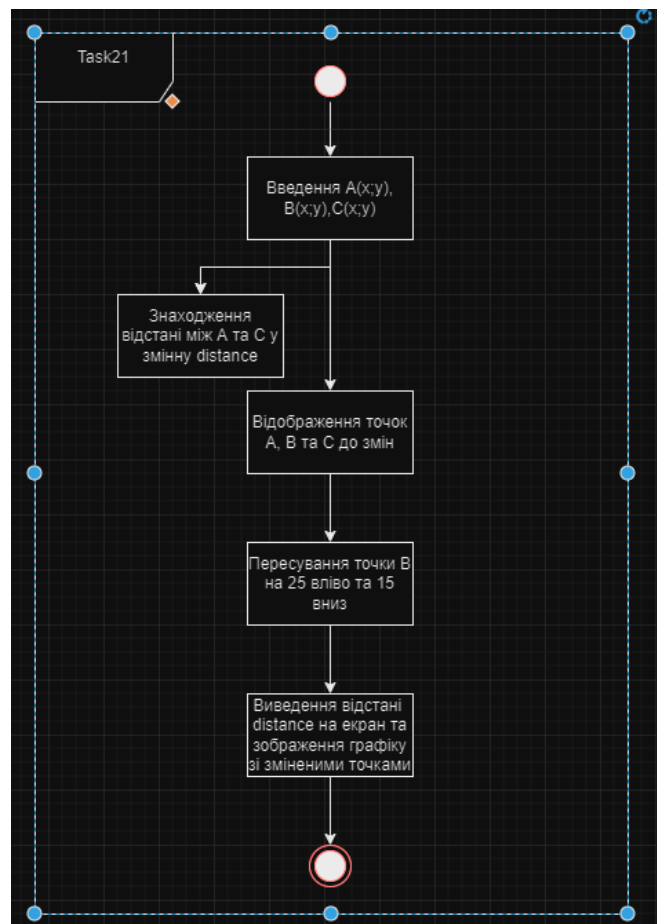 Task21
Введення A(x;y),
B(x;y),C(x;y)
Знаходження
відстані між A та C у
змінну distance
Відображення точок
A, B та C до змін
Пересування точки B
на 25 вліво та 15
вниз
Виведення відстані
distance на екран та
зображення графіку
зі зміненими точками